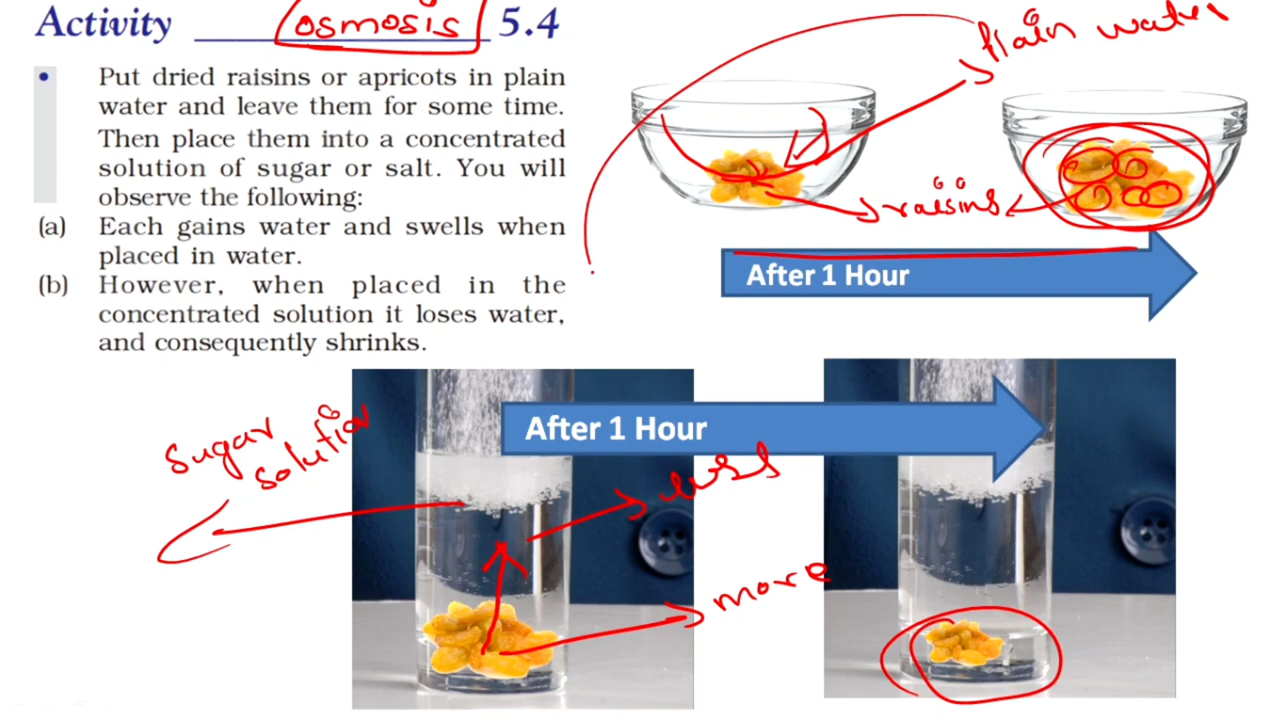 Activity osmosis 5.4
• Put dried raisins or apricots in plain
water and leave them for some time.
Then place them into a concentrated
solution of sugar or salt. You will
observe the following:
(a) Each gains water and swells when
placed in water.
(b) However, when placed in the
concentrated solution it loses water,
and consequently shrinks.
Plain water
raisins
After 1 Hour
After 1 Hour
sugar
solution
less
more